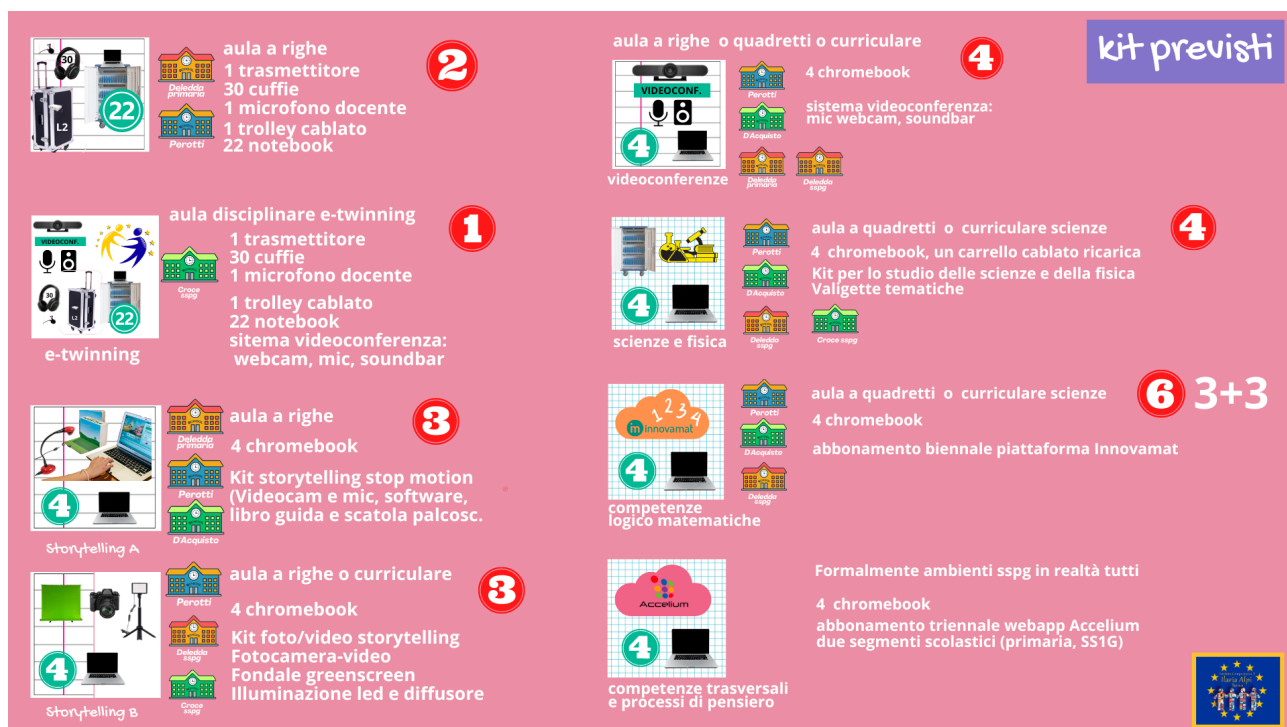 kit previsti
aula a righe
1 trasmettitore
30 cuffie
1 microfono docente
1 trolley cablato
22 notebook
2
30
L2
22
Deledda
primaria
Perotti
aula disciplinare e-twinning
1 trasmettitore
30 cuffie
1 microfono docente
1 trolley cablato
22 notebook
sitema videoconferenza:
webcam, mic, soundbar
1
VIDEOCONF.
30
L2
22
Croce
sspg
e-twinning
aula a righe
4 chromebook
Kit storytelling stop motion
(Videocam e mic, software,
libro guida e scatola palcosc.
3
Deledda
primaria
Perotti
D'Acquisto
4
Storytelling A
aula a righe o curriculare
4 chromebook
Kit foto/video storytelling
Fotocamera-video
Fondale greenscreen
Illuminazione led e diffusore
3
Perotti
Deledda
sspg
Croce
sspg
4
Storytelling B
aula a righe o quadretti o curriculare
4 chromebook
sistema videoconferenza:
mic webcam, soundbar
4
VIDEOCONF.
4
Perotti
D'Acquisto
Deledda
primaria
Deledda
sspg
videoconferenze
aula a quadretti o curriculare scienze
4 chromebook, un carrello cablato ricarica
Kit per lo studio delle scienze e della fisica
Valigette tematiche
4
Perotti
D'Acquisto
Deledda
sspg
Croce sspg
4
scienze e fisica
aula a quadretti o curriculare scienze
4 chromebook
abbonamento biennale piattaforma Innovamat
6 3+3
1234
in innovamat
4
Perotti
D'Acquisto
Deledda
sspg
competenze
logico matematiche
Formalmente ambienti sspg in realtà tutti
4 chromebook
abbonamento triennale webapp Accelium
due segmenti scolastici (primaria, SS1G)
Accelium
4
competenze trasversali
e processi di pensiero
Ilaria Alpi